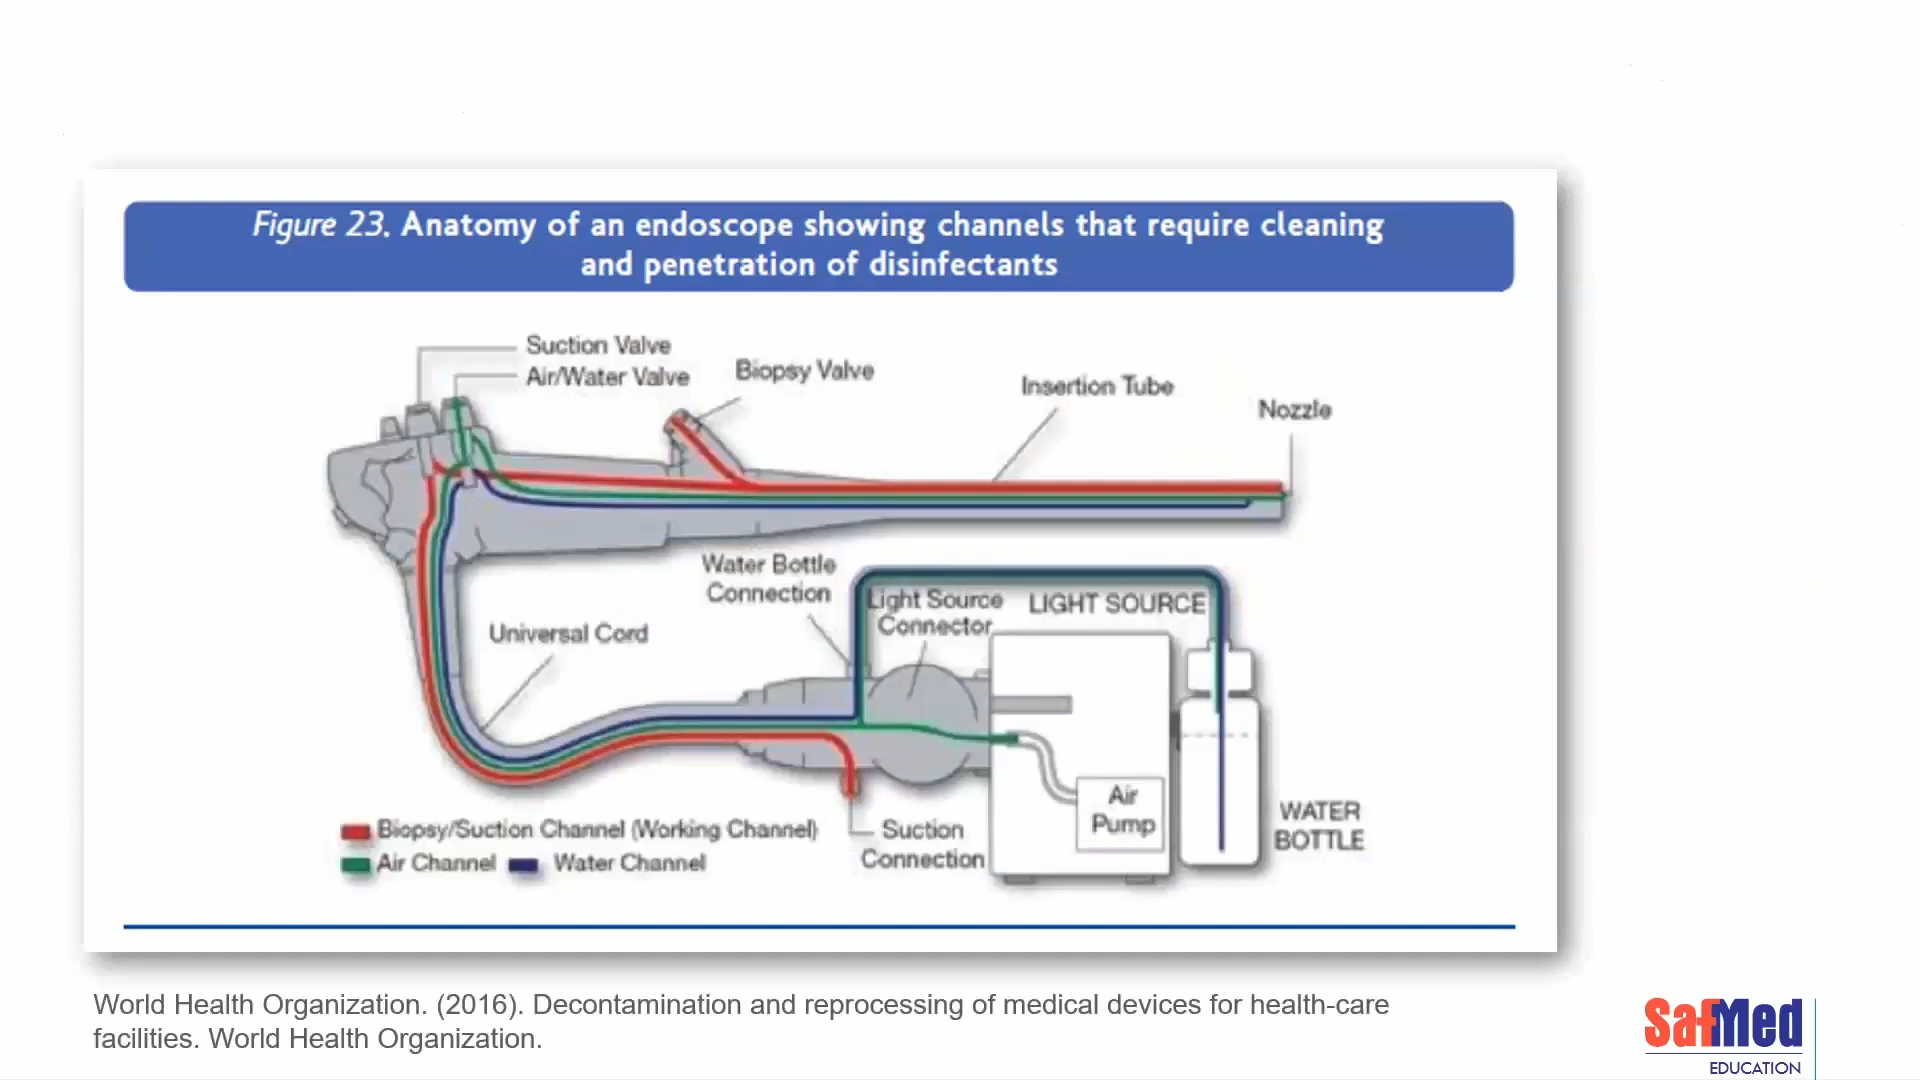 Figure 23. Anatomy of an endoscope showing channels that require cleaning
and penetration of disinfectants
Suction Valve
Air/Water Valve
Biopsy Valve
Insertion Tube
Nozzle
Water Bottle
Connection
Light Source
Connector
LIGHT SOURCE
Universal Cord
Air
Pump
WATER
BOTTLE
Suction
Connection
Biopsy/Suction Channel (Working Channel)
Air Channel
Water Channel
World Health Organization. (2016). Decontamination and reprocessing of medical devices for health-care
facilities. World Health Organization.
SafMed
EDUCATION